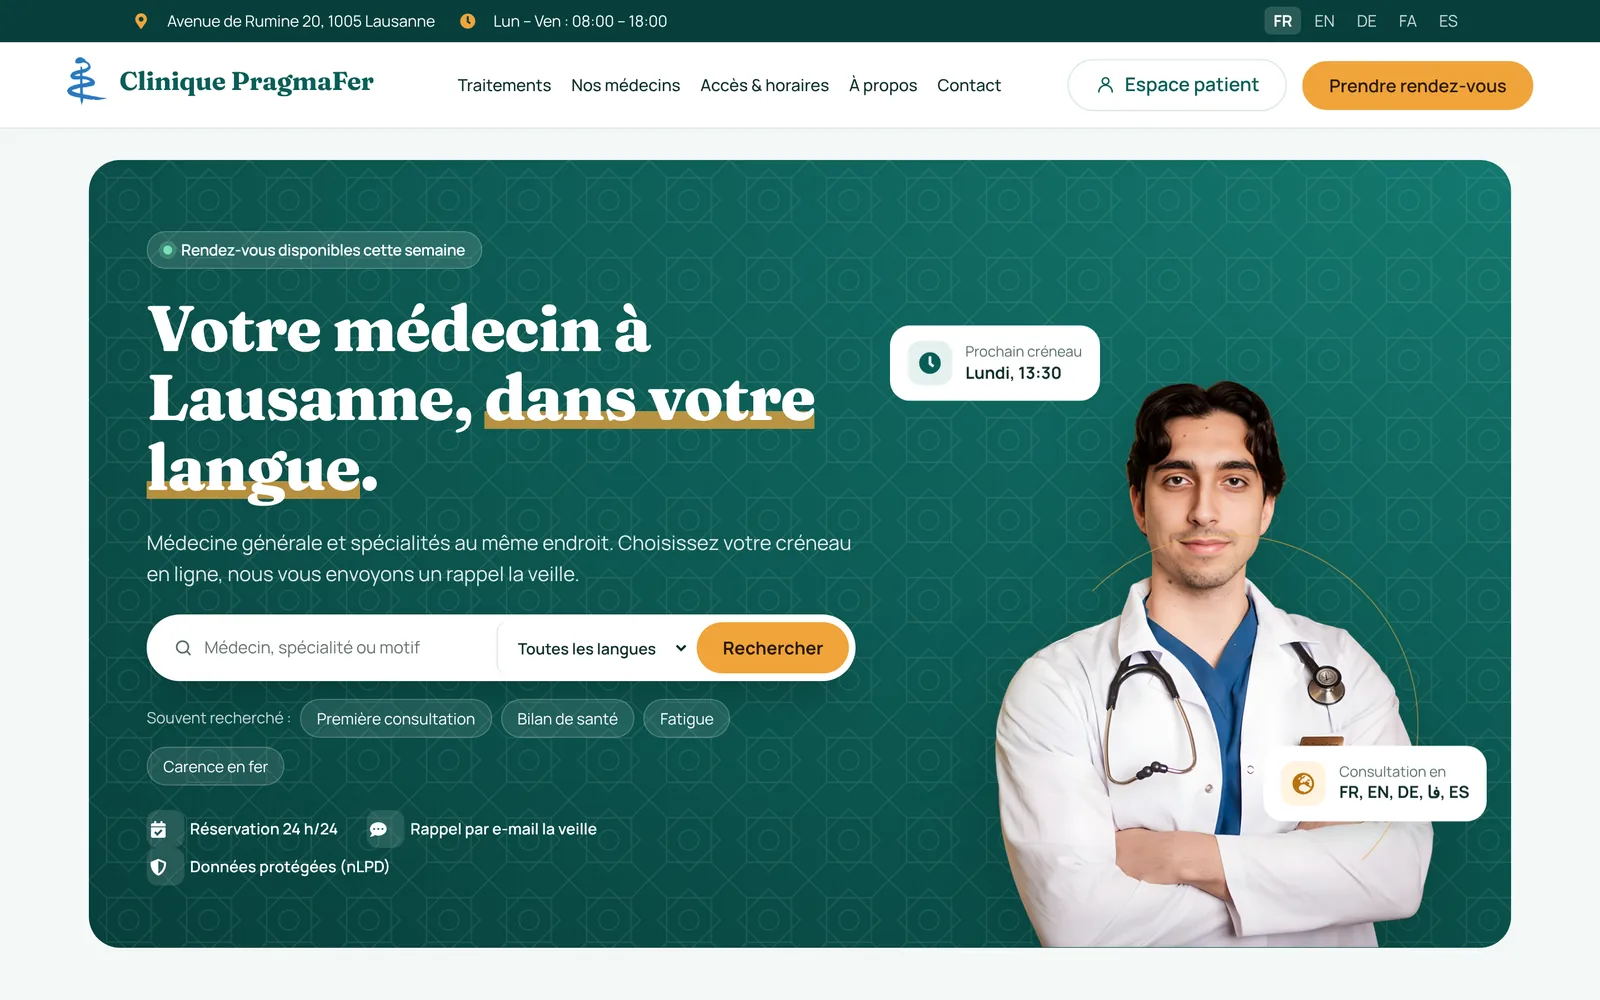 Avenue de Rumine 20, 1005 Lausanne
Lun – Ven : 08:00 – 18:00
FR EN DE FA ES
Clinique PragmaFer
Traitements
Nos médecins
Accès & horaires
À propos
Contact
Espace patient
Prendre rendez-vous
Rendez-vous disponibles cette semaine
Votre médecin à
Lausanne, dans votre
langue.
Médecine générale et spécialités au même endroit. Choisissez votre créneau
en ligne, nous vous envoyons un rappel la veille.
Médecin, spécialité ou motif
Toutes les langues
Rechercher
Souvent recherché :
Première consultation
Bilan de santé
Fatigue
Carence en fer
Réservation 24 h/24
Rappel par e-mail la veille
Données protégées (nLPD)
Prochain créneau
Lundi, 13:30
Consultation en
FR, EN, DE, فا, ES